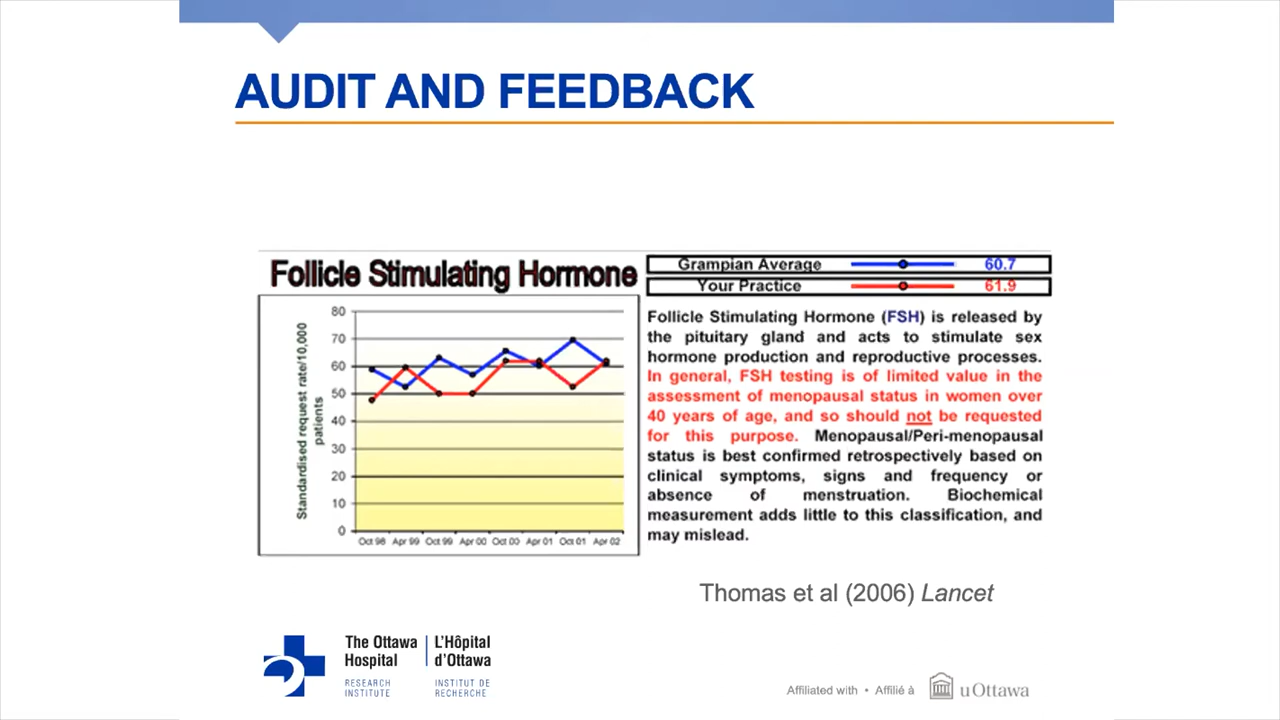 AUDIT AND FEEDBACK
Follicle Stimulating Hormone
Grampian Average 60.7
Your Practice 61.9
Standardised request rate/10,000
patients
80
70
60
50
40
30
20
10
0
Oct 98 Apr 99 Oct 99 Apr 00 Oct 00 Apr 01 Oct 01 Apr 02
Follicle Stimulating Hormone (FSH) is released by
the pituitary gland and acts to stimulate sex
hormone production and reproductive processes.
In general, FSH testing is of limited value in the
assessment of menopausal status in women over
40 years of age, and so should not be requested
for this purpose. Menopausal/Peri-menopausal
status is best confirmed retrospectively based on
clinical symptoms, signs and frequency or
absence of menstruation. Biochemical
measurement adds little to this classification, and
may mislead.
Thomas et al (2006) Lancet
The Ottawa
Hospital
RESEARCH
INSTITUTE
L'Hôpital
d'Ottawa
INSTITUT DE
RECHERCHE
Affiliated with • Affilié à uOttawa